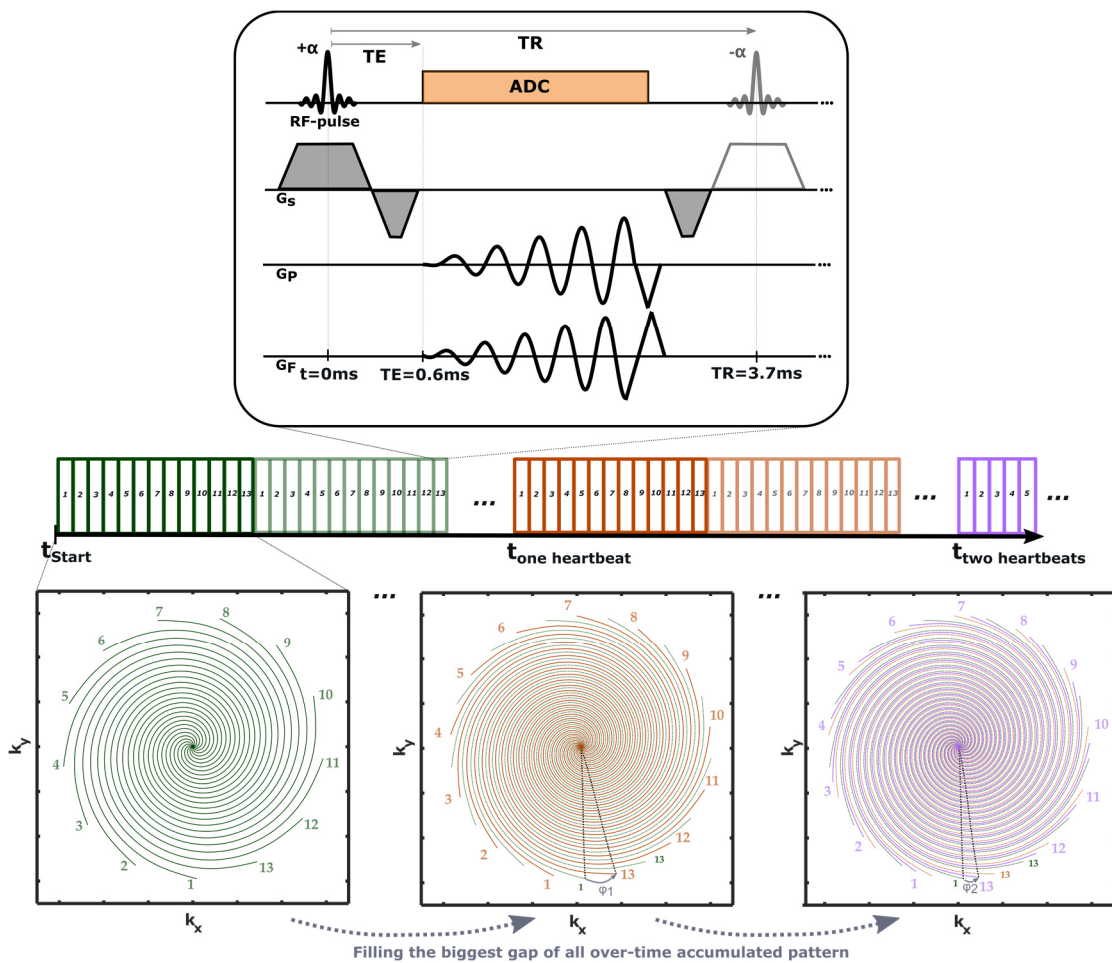 TR
+α
TE
-α
ADC
RF-pulse
...
Gs
...
GP
...
GF
t=0ms
TE=0.6ms
TR=3.7ms
...
1 2 3 4 5 6 7 8 9 10 11 12 13 1 2 3 4 5 6 7 8 9 10 11 12 13 ... 1 2 3 4 5 6 7 8 9 10 11 12 13 1 2 3 4 5 6 7 8 9 10 11 12 13 ... 1 2 3 4 5 ...
tStart
tone heartbeat
ttwo heartbeats
7
8
6
9
5
10
4
11
3
12
2
13
1
ky
kx
...
7
8
6
9
5
10
4
11
3
12
2
13
1
1
13
φ1
ky
kx
...
7
8
6
9
5
10
4
11
3
12
2
13
1
1
13
φ2
ky
kx
Filling the biggest gap of all over-time accumulated pattern